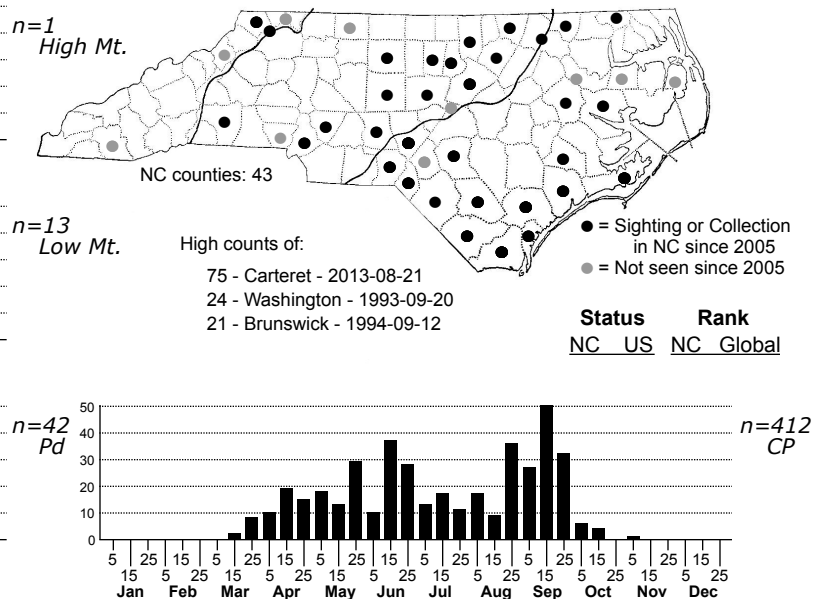 n=1
High Mt.
NC counties: 43
n=13
Low Mt.
High counts of:
75 - Carteret - 2013-08-21
24 - Washington - 1993-09-20
21 - Brunswick - 1994-09-12
= Sighting or Collection
in NC since 2005
= Not seen since 2005
Status Rank
NC US NC Global
n=42
Pd
n=412
CP
50
40
30
20
10
0
5 25 15 5 25 15 5 25 15 5 25 15 5 25 15 5 25 15
15 5 25 15 5 25 15 5 25 15 5 25 15 5 25 15 5 25
Jan Feb Mar Apr May Jun Jul Aug Sep Oct Nov Dec